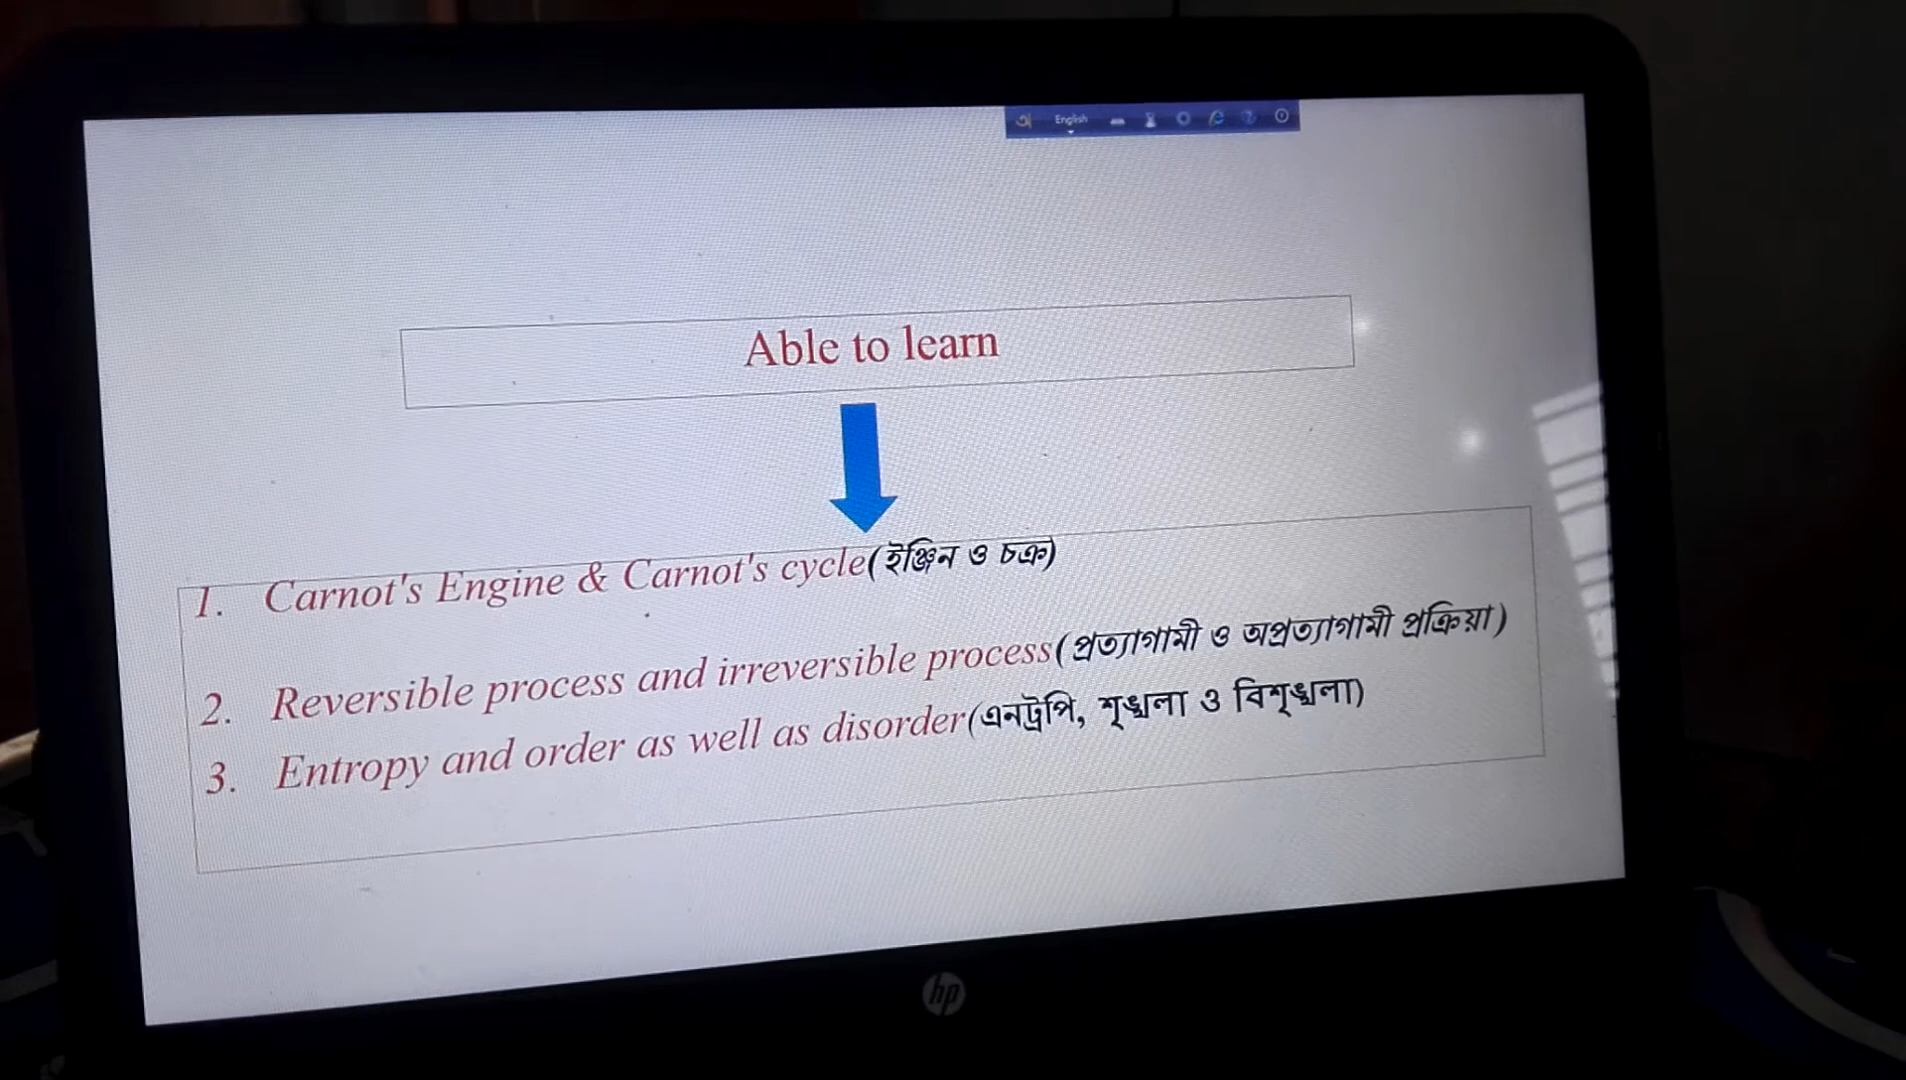 অ English
Able to learn
1. Carnot's Engine & Carnot's cycle(ইঞ্জিন ও চক্র)
2. Reversible process and irreversible process(প্রত্যাগামী ও অপ্রত্যাগামী প্রক্রিয়া)
3. Entropy and order as well as disorder(এনট্রপি, শৃঙ্খলা ও বিশৃঙ্খলা)
hp